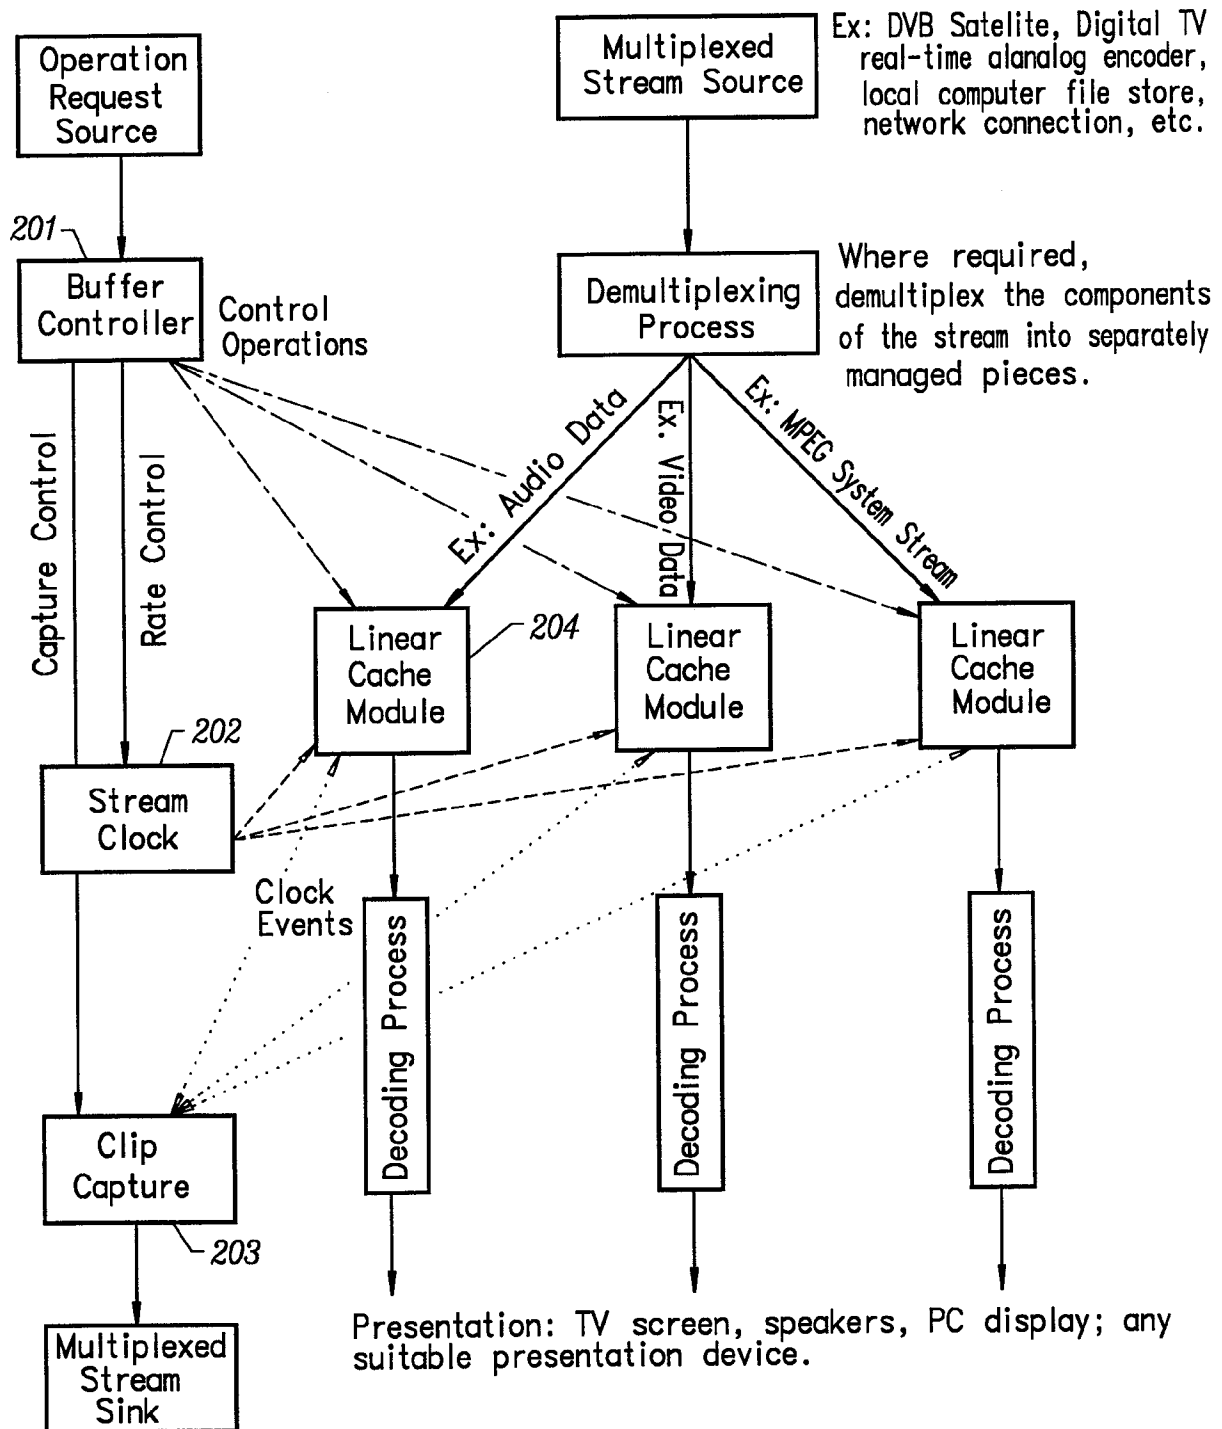 Operation
Request
Source
Multiplexed
Stream Source
Ex: DVB Satelite, Digital TV
real-time alanalog encoder,
local computer file store,
network connection, etc.
201
Buffer
Controller
Control
Operations
Demultiplexing
Process
Where required,
demultiplex the components
of the stream into separately
managed pieces.
Capture Control
Rate Control
Ex: Audio Data
Ex. Video Data
Ex: MPEG System Stream
Linear
Cache
Module
204
Linear
Cache
Module
Linear
Cache
Module
202
Stream
Clock
Clock
Events
Decoding Process
Decoding Process
Decoding Process
Clip
Capture
203
Multiplexed
Stream
Sink
Presentation: TV screen, speakers, PC display; any
suitable presentation device.